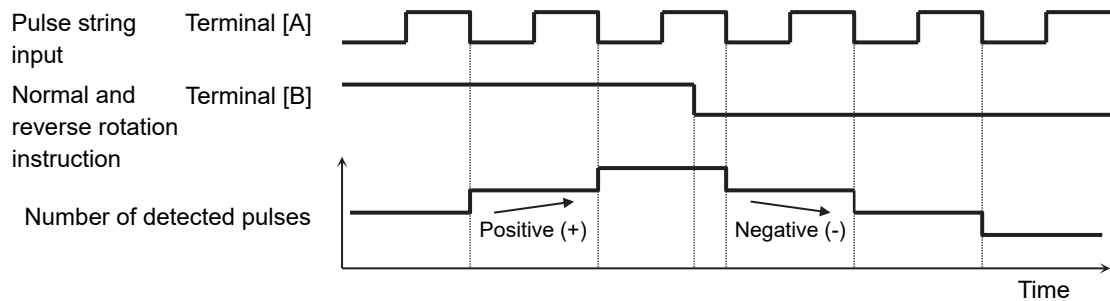 Pulse string
input
Terminal [A]
Normal and
reverse rotation
instruction
Terminal [B]
Number of detected pulses
Positive (+)
Negative (-)
Time